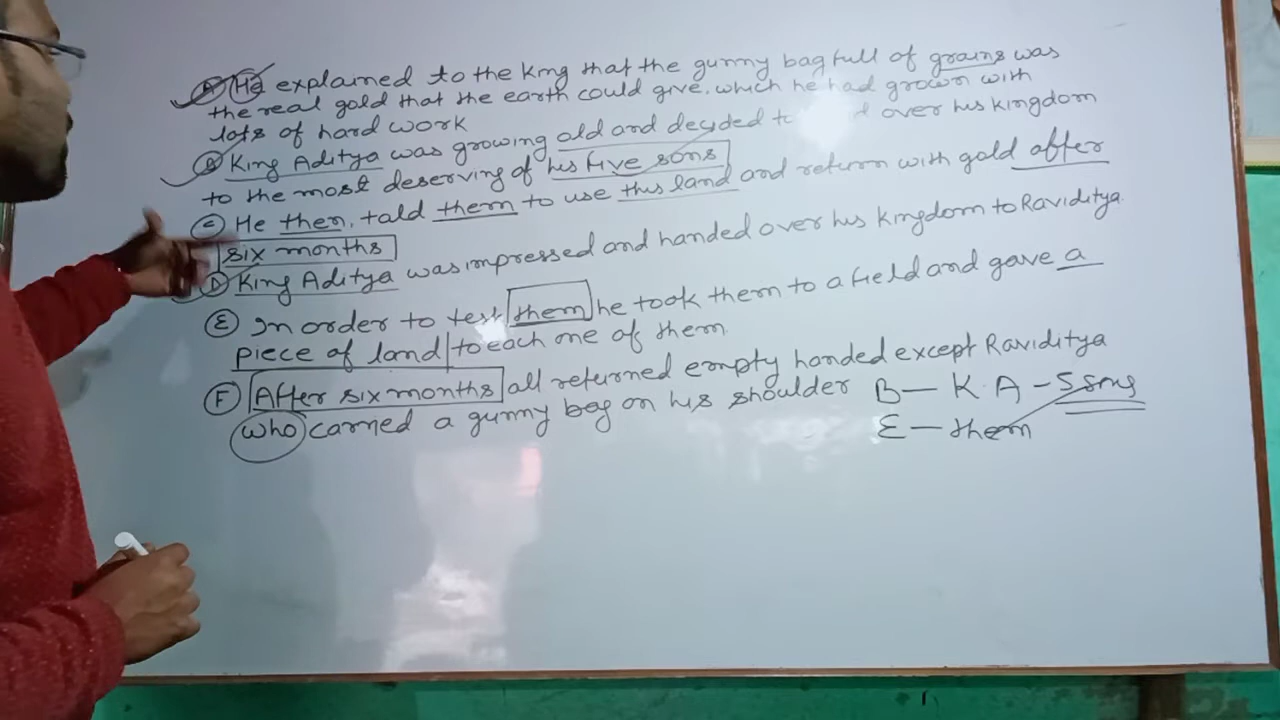 A He explained to the king that the gunny bag full of grains was
the real gold that the earth could give. which he had grown with
lots of hard work
B King Aditya was growing old and decided to over his kingdom
to the most deserving of his five sons
C He then, told them to use this land and return with gold after
six months
D King Aditya was impressed and handed over his kingdom to Raviditya
E In order to test them he took them to a field and gave a
piece of land to each one of them
F After six months all returned empty handed except Raviditya
who carried a gunny bag on his shoulder
B — K.A – 5 sons
E — them